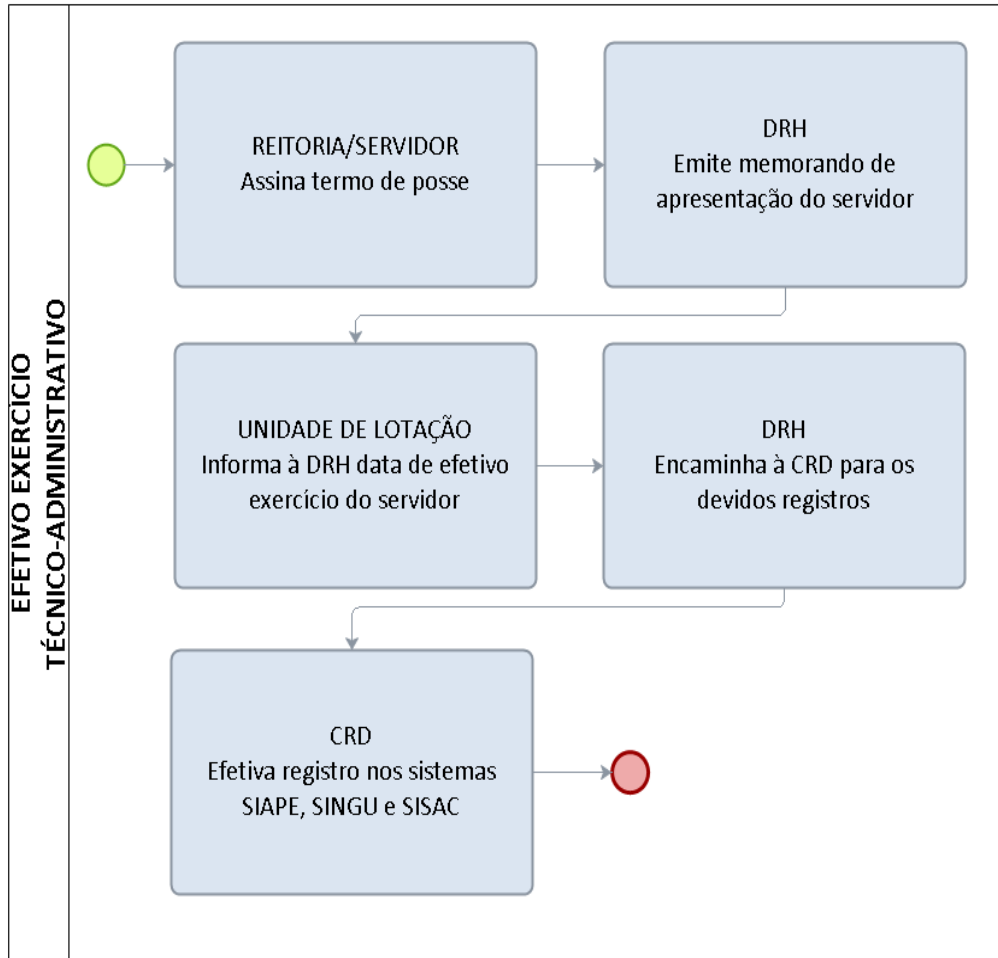 EFETIVO EXERCÍCIO
TÉCNICO-ADMINISTRATIVO
REITORIA/SERVIDOR
Assina termo de posse
DRH
Emite memorando de
apresentação do servidor
UNIDADE DE LOTAÇÃO
Informa à DRH data de efetivo
exercício do servidor
DRH
Encaminha à CRD para os
devidos registros
CRD
Efetiva registro nos sistemas
SIAPE, SINGU e SISAC